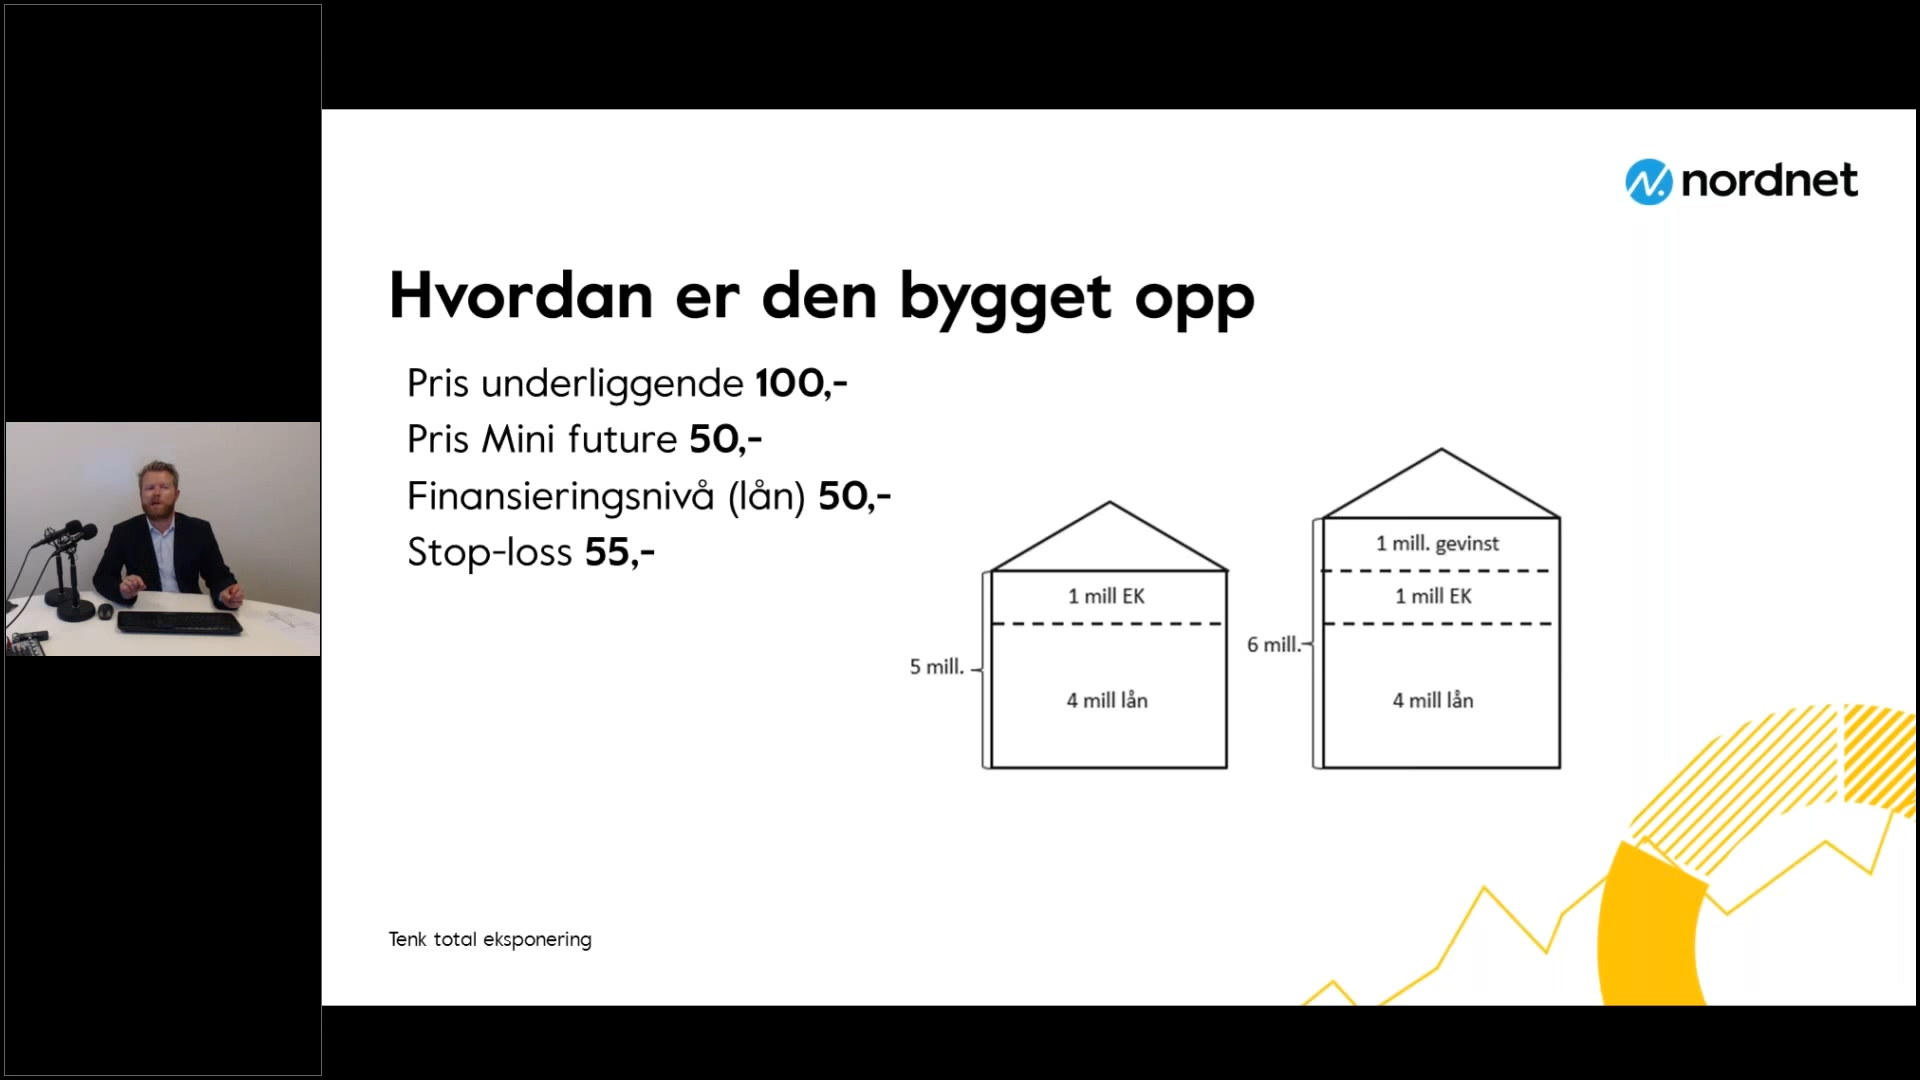 nordnet
Hvordan er den bygget opp
Pris underliggende 100,-
Pris Mini future 50,-
Finansieringsnivå (lån) 50,-
Stop-loss 55,-
5 mill.
1 mill EK
4 mill lån
6 mill.
1 mill. gevinst
1 mill EK
4 mill lån
Tenk total eksponering